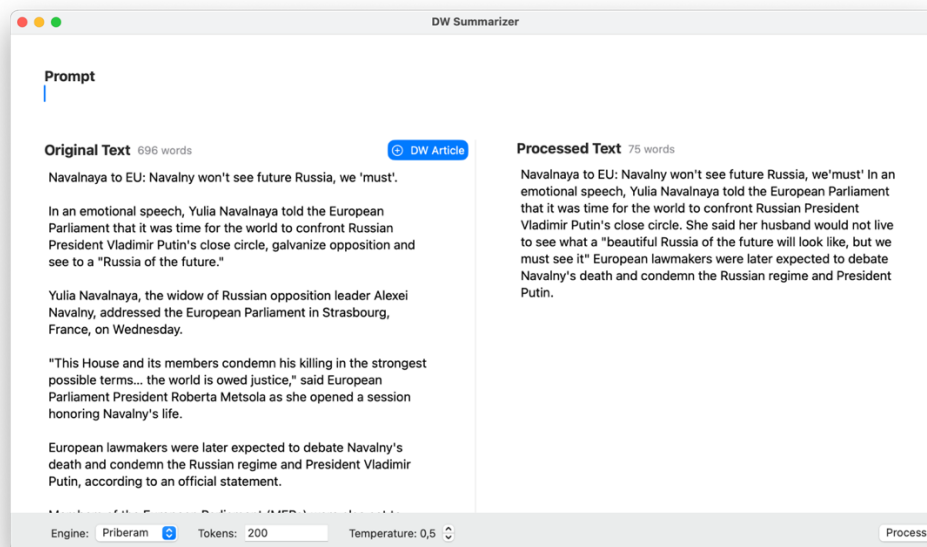 DW Summarizer
Prompt
Original Text 696 words
DW Article
Navalnaya to EU: Navalny won't see future Russia, we 'must'.
In an emotional speech, Yulia Navalnaya told the European
Parliament that it was time for the world to confront Russian
President Vladimir Putin's close circle, galvanize opposition and
see to a "Russia of the future."
Yulia Navalnaya, the widow of Russian opposition leader Alexei
Navalny, addressed the European Parliament in Strasbourg,
France, on Wednesday.
"This House and its members condemn his killing in the strongest
possible terms... the world is owed justice," said European
Parliament President Roberta Metsola as she opened a session
honoring Navalny's life.
European lawmakers were later expected to debate Navalny's
death and condemn the Russian regime and President Vladimir
Putin, according to an official statement.
Processed Text 75 words
Navalnaya to EU: Navalny won't see future Russia, we'must' In an
emotional speech, Yulia Navalnaya told the European Parliament
that it was time for the world to confront Russian President
Vladimir Putin's close circle. She said her husband would not live
to see what a "beautiful Russia of the future will look like, but we
must see it" European lawmakers were later expected to debate
Navalny's death and condemn the Russian regime and President
Putin.
Engine: Priberam Tokens: 200 Temperature: 0,5
Process